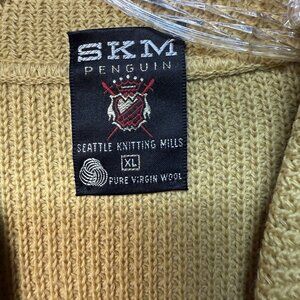 SKM
PENGUIN
SEATTLE KNITTING MILLS
XL
PURE VIRGIN WOOL